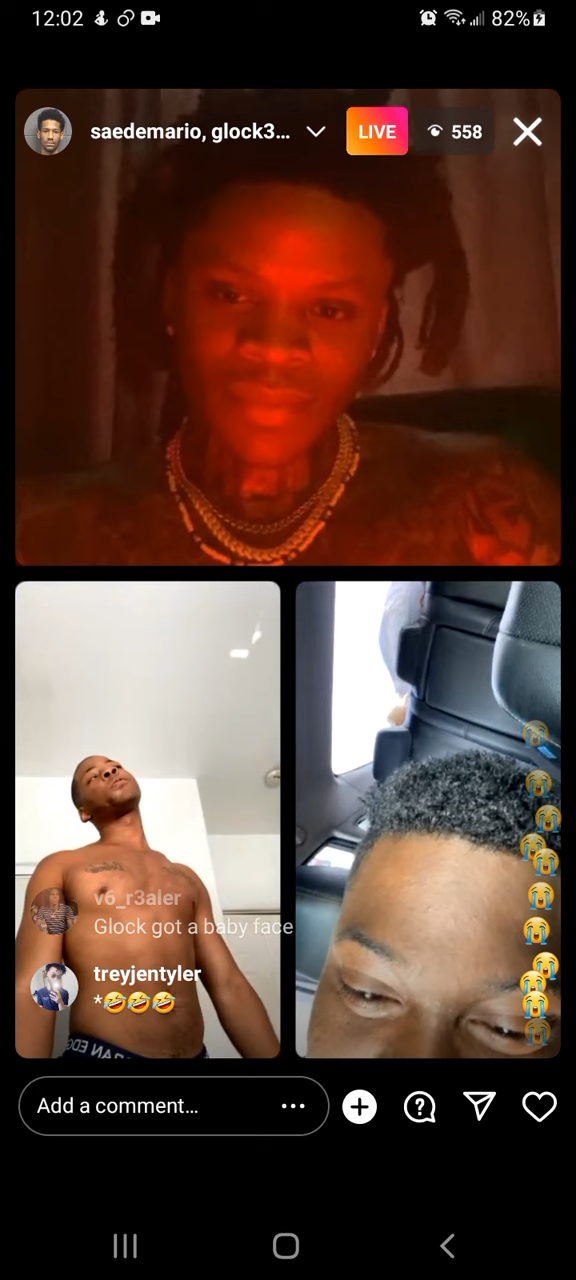 12:02
82%
saedemario, glock3...
LIVE
558
v6_r3aler
Glock got a baby face
treyjentyler
*🤣🤣🤣
Add a comment...